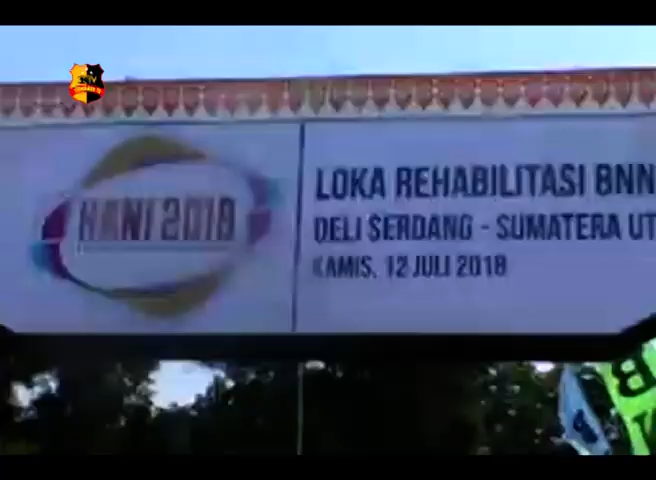 HANI 2018
LOKA REHABILITASI BNN
DELI SERDANG - SUMATERA UT
KAMIS, 12 JULI 2018